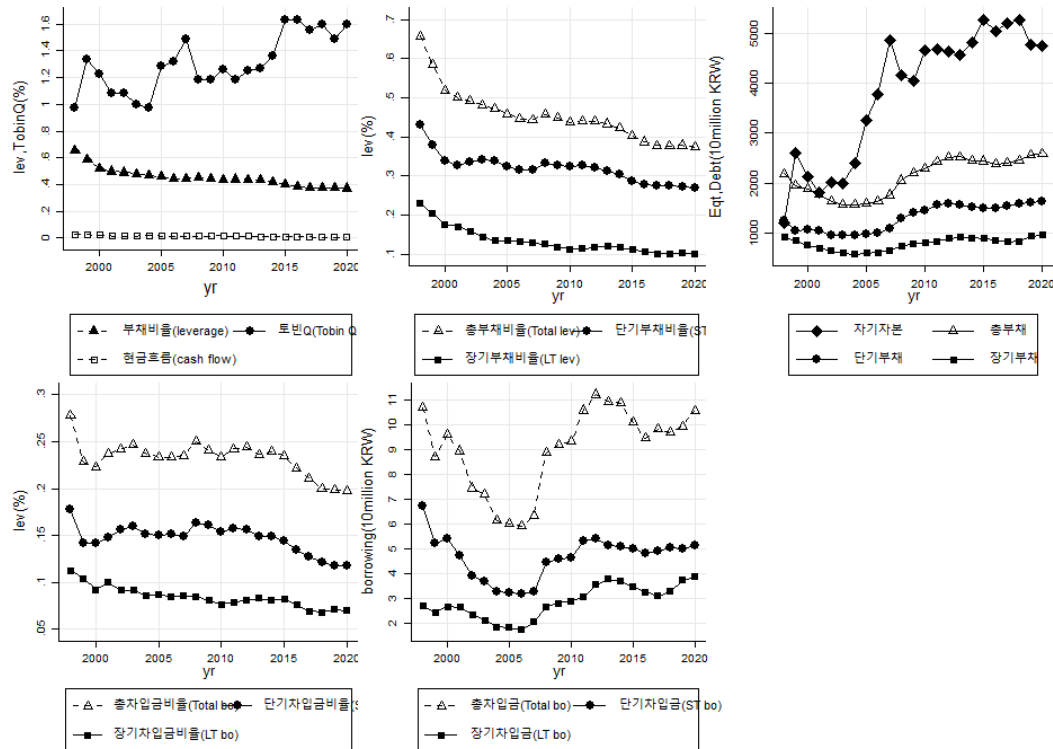 lev,TobinQ(%)
0 .2 .4 .6 .8 1 1.2 1.4 1.6
2000 2005 2010 2015 2020
yr
부채비율(leverage) 토빈Q(Tobin Q
현금흐름(cash flow)
lev(%)
.1 .2 .3 .4 .5 .6 .7
2000 2005 2010 2015 2020
yr
총부채비율(Total lev) 단기부채비율(ST
장기부채비율(LT lev)
Eqt,Debt(10million KRW)
1000 2000 3000 4000 5000
2000 2005 2010 2015 2020
yr
자기자본 총부채
단기부채 장기부채
lev(%)
.05 .1 .15 .2 .25 .3
2000 2005 2010 2015 2020
yr
총차입금비율(Total bo) 단기차입금비율(S
장기차입금비율(LT bo)
borrowing(10million KRW)
2 3 4 5 6 7 8 9 10 11
2000 2005 2010 2015 2020
yr
총차입금(Total bo) 단기차입금(ST bo)
장기차입금(LT bo)